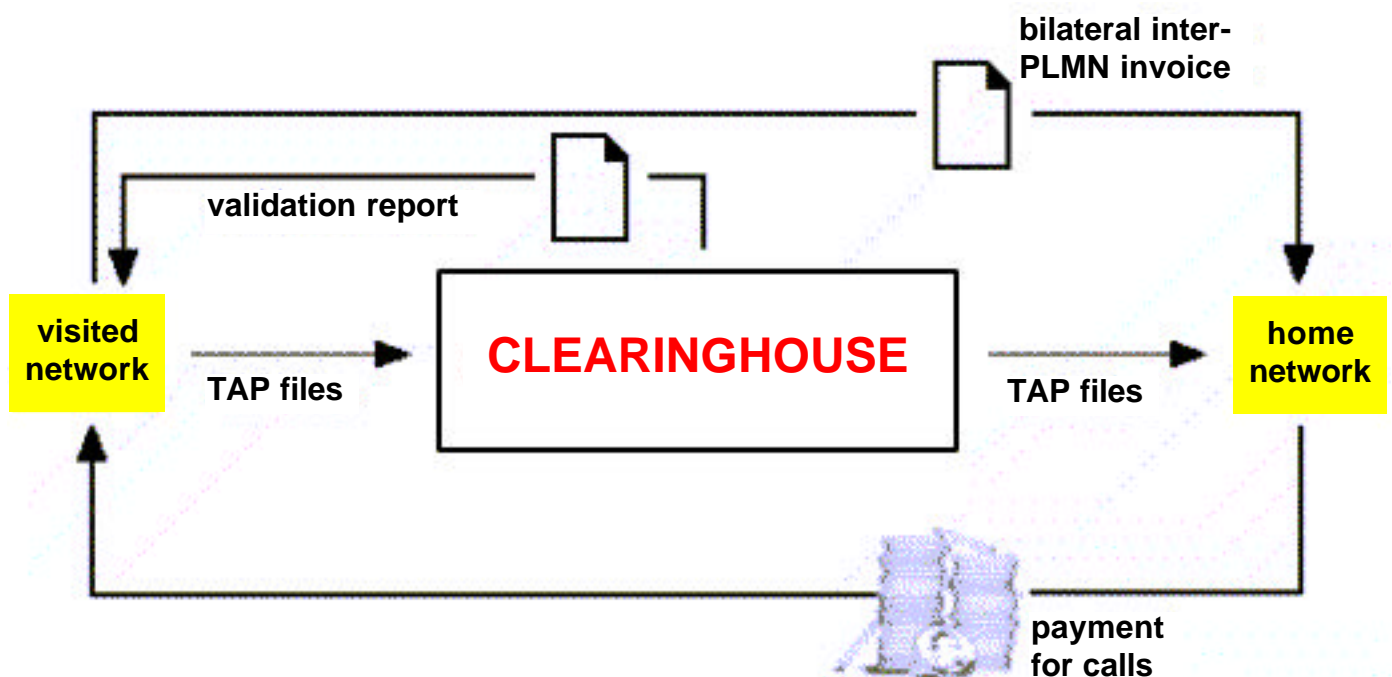 bilateral inter-
PLMN invoice
validation report
visited
network
TAP files
CLEARINGHOUSE
TAP files
home
network
payment
for calls